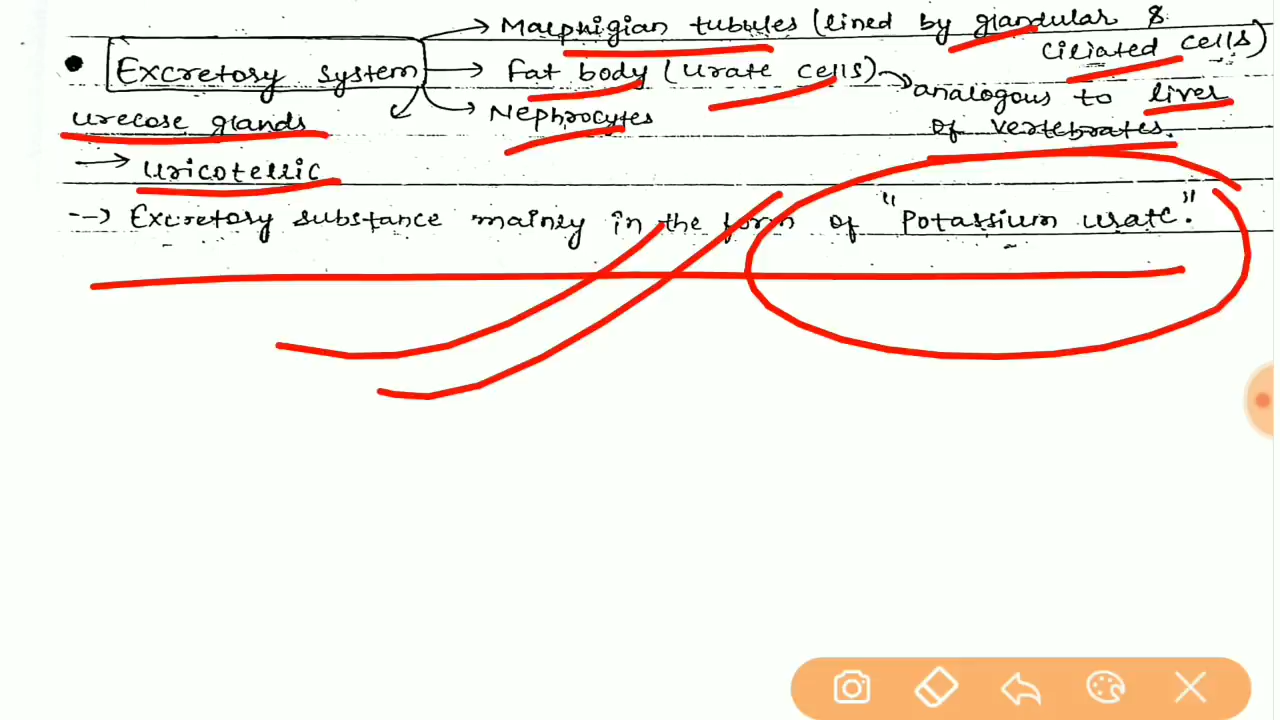 → Malphigian tubules (lined by glandular &
ciliated cells)
• Excretory system → Fat body (urate cells) → analogous to liver
of vertebrates.
→ Nephrocytes
urecose glands
→ Uricotellic
--> Excretory substance mainly in the form of "Potassium urate".